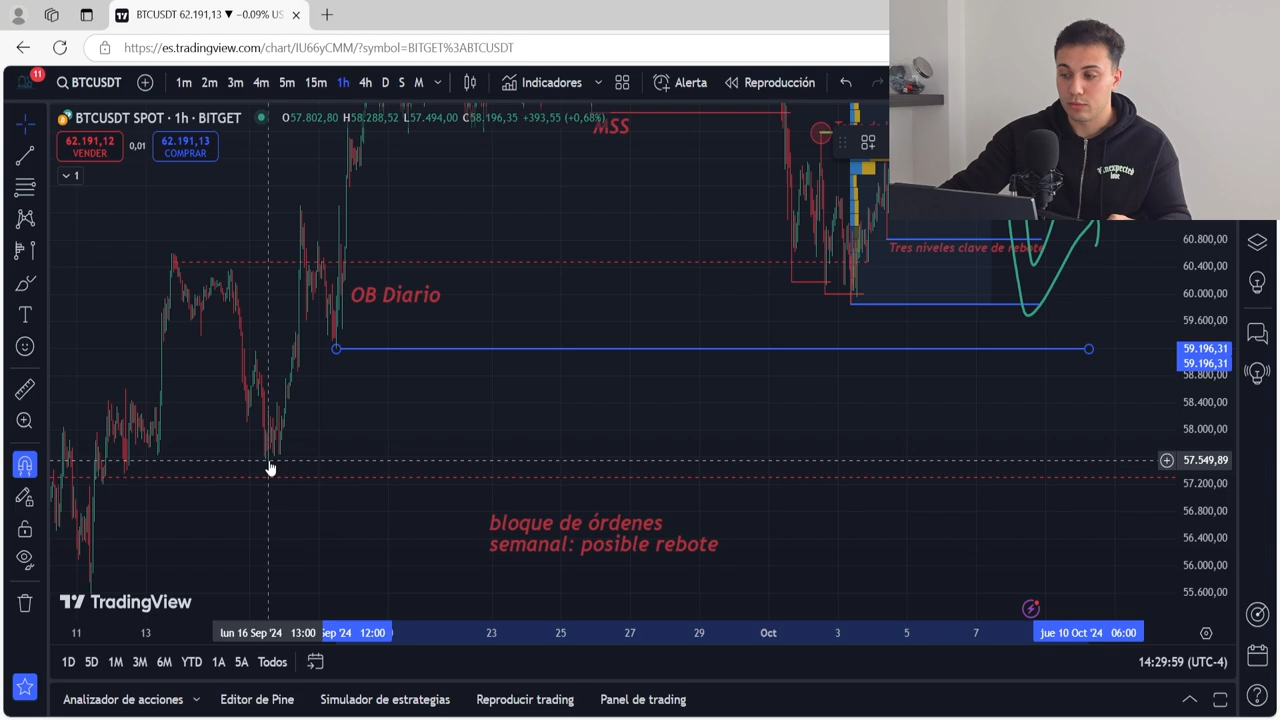 BTCUSDT 62.191,13 ▼ −0.09% US
https://es.tradingview.com/chart/IU66yCMM/?symbol=BITGET%3ABTCUSDT
11
BTCUSDT 1m 2m 3m 4m 5m 15m 1h 4h D S M Indicadores Alerta Reproducción
BTCUSDT SPOT · 1h · BITGET O57.802,80 H58.288,52 L57.494,00 C58.196,35 +393,55 (+0,68%)
MSS
62.191,12 0,01 62.191,13
VENDER COMPRAR
1
Unexpected
love
60.800,00
Tres niveles clave de rebote
60.400,00
OB Diario
60.000,00
59.600,00
59.196,31
59.196,31
58.800,00
58.400,00
58.000,00
57.549,89
57.200,00
bloque de órdenes
semanal: posible rebote
56.800,00
56.400,00
56.000,00
55.600,00
TradingView
11 13 lun 16 Sep '24 13:00 Sep '24 12:00 23 25 27 29 Oct 3 5 7 jue 10 Oct '24 06:00
1D 5D 1M 3M 6M YTD 1A 5A Todos 14:29:59 (UTC-4)
Analizador de acciones Editor de Pine Simulador de estrategias Reproducir trading Panel de trading